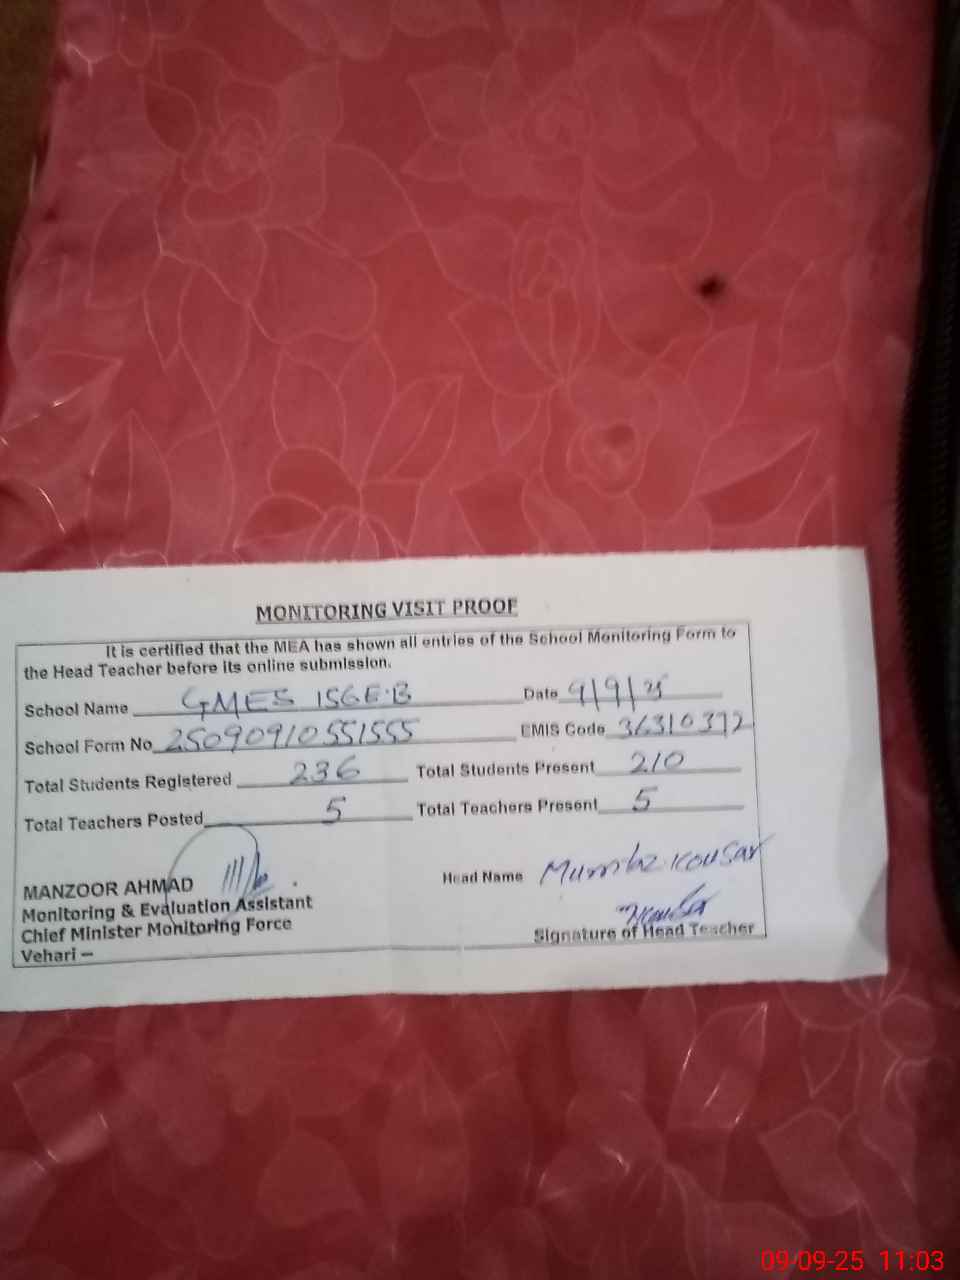 MONITORING VISIT PROOF
It is certified that the MEA has shown all entries of the School Monitoring Form to
the Head Teacher before its online submission.
School Name GMES 156E.B Date 9/9/25
School Form No 25090910551555 EMIS Code 36310372
Total Students Registered 236 Total Students Present 210
Total Teachers Posted 5 Total Teachers Present 5
MANZOOR AHMAD Head Name Mumtaz Kousar
Monitoring & Evaluation Assistant
Chief Minister Monitoring Force Signature of Head Teacher
Vehari –
09-09-25 11:03